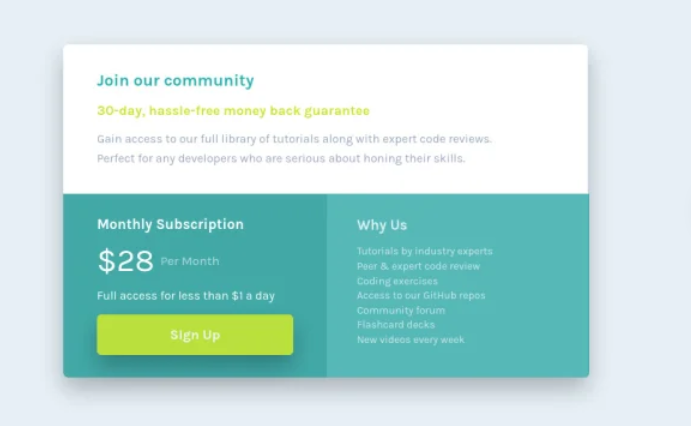 Join our community
30-day, hassle-free money back guarantee
Gain access to our full library of tutorials along with expert code reviews.
Perfect for any developers who are serious about honing their skills.
Monthly Subscription
$28 Per Month
Full access for less than $1 a day
Sign Up
Why Us
Tutorials by industry experts
Peer & expert code review
Coding exercises
Access to our GitHub repos
Community forum
Flashcard decks
New videos every week